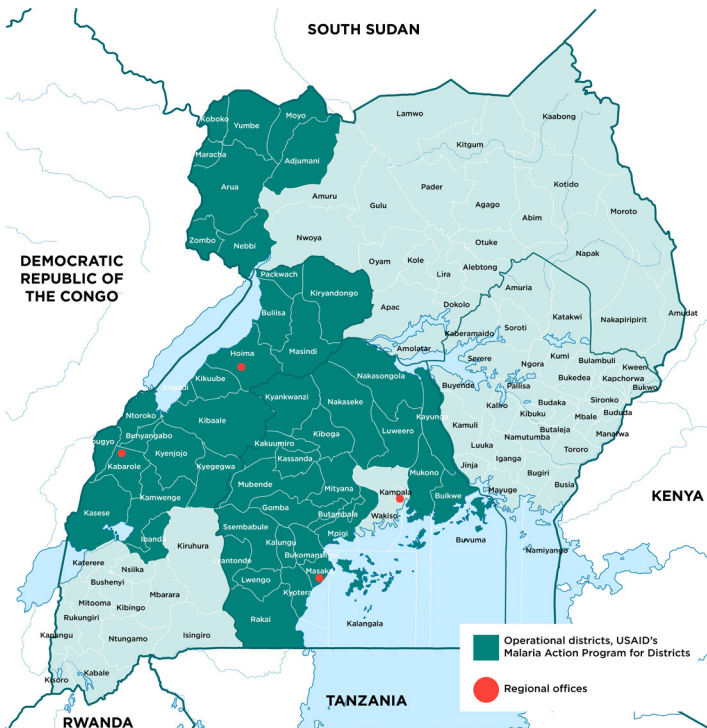 SOUTH SUDAN
Koboko
Yumbe
Moyo
Lamwo
Kaabong
Maracha
Adjumani
Kitgum
Arua
Amuru
Gulu
Pader
Agago
Kotido
Abim
Moroto
Zombo
Nebbi
Nwoya
Otuke
Napak
DEMOCRATIC
REPUBLIC OF
THE CONGO
Packwach
Oyam
Kole
Lira
Alebtong
Amuria
Kiryandongo
Buliisa
Apac
Dokolo
Katakwi
Nakapiripirit
Amudat
Kaberamaido
Soroti
Hoima
Masindi
Amolatar
Serere
Ngora
Kumi
Bulambuli
Kween
Kikuube
Nakasongola
Buyende
Pallisa
Bukedea
Kapchorwa
Bukwo
Kagadi
Kyankwanzi
Nakaseke
Kaliro
Budaka
Sironko
Ntoroko
Kibaale
Kayunga
Kibuku
Mbale
Bududa
Bunyangabo
Kakuumiro
Kiboga
Luweero
Kamuli
Namutumba
Butaleja
Manafwa
bugyo
Kyenjojo
Kassanda
Luuka
Iganga
Tororo
Kabarole
Kyegegwa
Mukono
Jinja
Bugiri
Kamwenge
Mubende
Mityana
Kampala
Buikwe
Mayuge
Busia
KENYA
Kasese
Gomba
Butambala
Wakiso
Ibanda
Kiruhura
Ssembabule
Kalungu
Mpigi
Buvuma
Namiyango
Katerere
Nsiika
Lyantonde
Bukomansimbi
Bushenyi
Mbarara
Lwengo
Masaka
Mitooma
Kibingo
Kyotera
Rukungiri
Rakai
Kalangala
Kanungu
Ntungamo
Isingiro
Kabale
Kisoro
Operational districts, USAID's
Malaria Action Program for Districts
Regional offices
TANZANIA
RWANDA